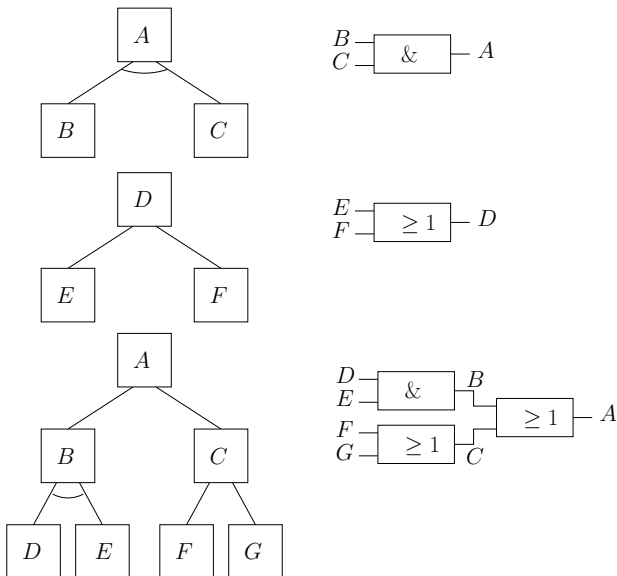 A
B C
B
C & A
D
E F
E
F ≥ 1 D
A
B C
D E F G
D
E & B
F
G ≥ 1 C
≥ 1 A